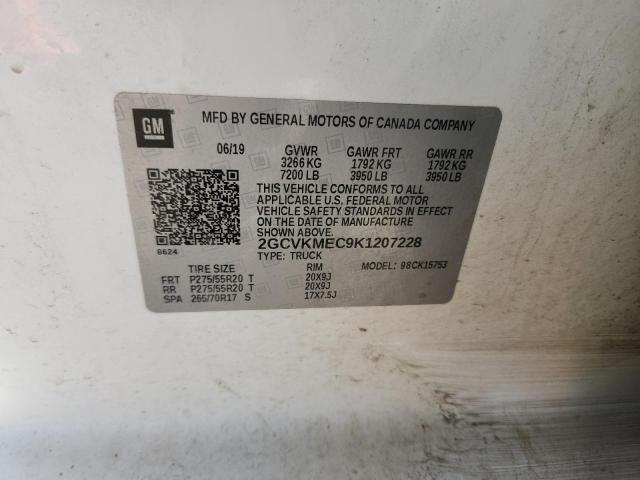 GM
MFD BY GENERAL MOTORS OF CANADA COMPANY
06/19 GVWR GAWR FRT GAWR RR
3266 KG 1792 KG 1792 KG
7200 LB 3950 LB 3950 LB
THIS VEHICLE CONFORMS TO ALL
APPLICABLE U.S. FEDERAL MOTOR
VEHICLE SAFETY STANDARDS IN EFFECT
ON THE DATE OF MANUFACTURE
SHOWN ABOVE.
8624
2GCVKMEC9K1207228
TYPE: TRUCK MODEL: 98CK15753
TIRE SIZE RIM
FRT P275/55R20 T 20X9J
RR P275/55R20 T 20X9J
SPA 265/70R17 S 17X7.5J